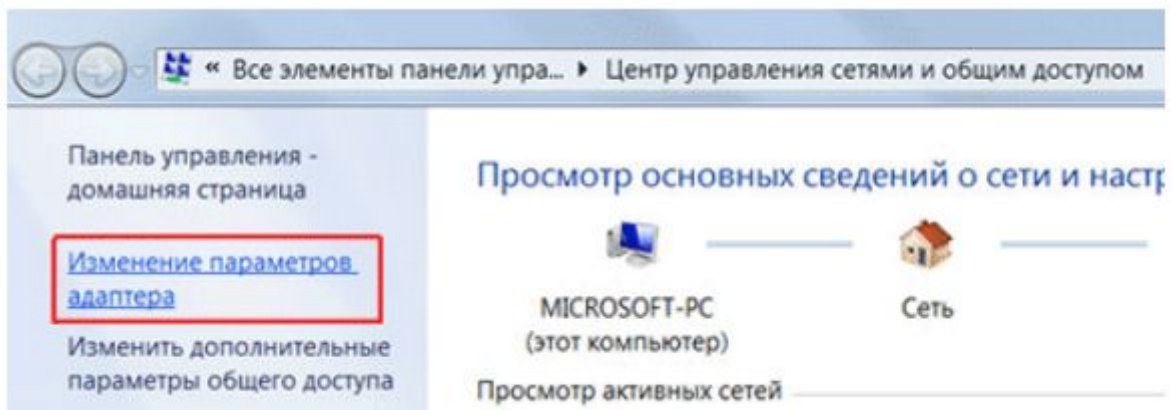 « Все элементы панели упра... ▸ Центр управления сетями и общим доступом
Панель управления -
домашняя страница
Изменение параметров
адаптера
Изменить дополнительные
параметры общего доступа
Просмотр основных сведений о сети и настр
MICROSOFT-PC
(этот компьютер)
Сеть
Просмотр активных сетей